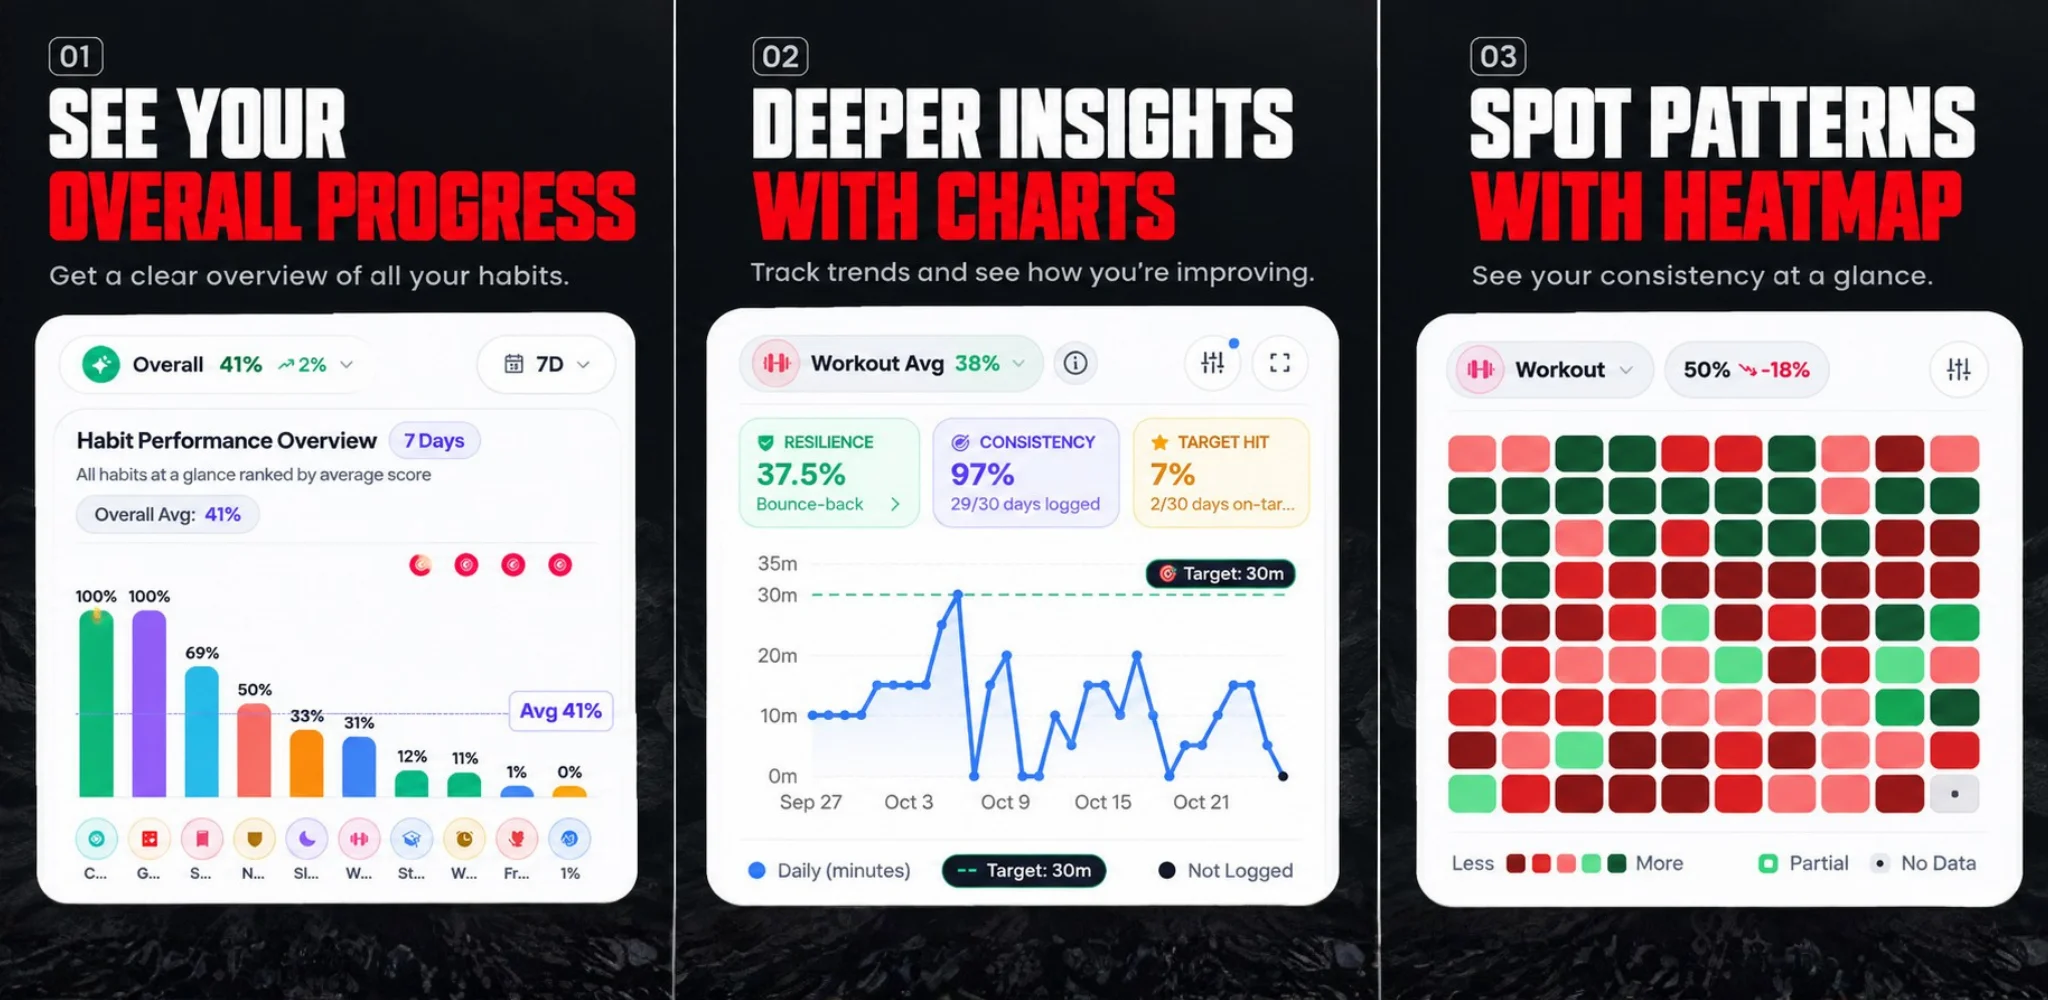 01
SEE YOUR
OVERALL PROGRESS
Get a clear overview of all your habits.
Overall 41% 2%
7D
Habit Performance Overview 7 Days
All habits at a glance ranked by average score
Overall Avg: 41%
100% 100%
69%
50%
33%
31%
12%
11%
1%
0%
Avg 41%
C... G... S... N... Sl... W... St... W... Fr... 1%
02
DEEPER INSIGHTS
WITH CHARTS
Track trends and see how you're improving.
Workout Avg 38%
RESILIENCE
37.5%
Bounce-back
CONSISTENCY
97%
29/30 days logged
TARGET HIT
7%
2/30 days on-tar...
35m
Target: 30m
30m
20m
10m
0m
Sep 27 Oct 3 Oct 9 Oct 15 Oct 21
Daily (minutes) Target: 30m Not Logged
03
SPOT PATTERNS
WITH HEATMAP
See your consistency at a glance.
Workout 50% -18%
Less More Partial No Data